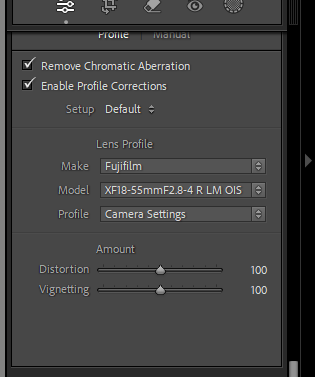 Profile | Manual
Remove Chromatic Aberration
Enable Profile Corrections
Setup Default
Lens Profile
Make Fujifilm
Model XF18-55mmF2.8-4 R LM OIS
Profile Camera Settings
Amount
Distortion 100
Vignetting 100